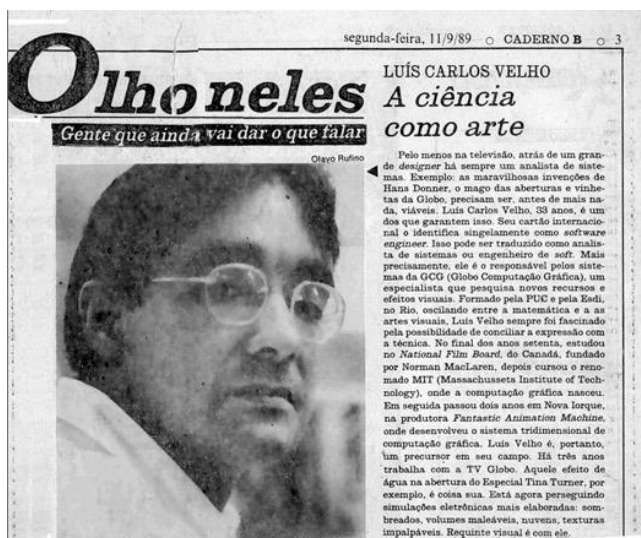 segunda-feira, 11/9/89 ○ CADERNO B ○ 3
Olho neles
Gente que ainda vai dar o que falar
Olavo Rufino
LUÍS CARLOS VELHO
A ciência
como arte
Pelo menos na televisão, atrás de um gran-
de designer há sempre um analista de siste-
mas. Exemplo: as maravilhosas invenções de
Hans Donner, o mago das aberturas e vinhe-
tas da Globo, precisam ser, antes de mais na-
da, viáveis. Luís Carlos Velho, 33 anos, é um
dos que garantem isso. Seu cartão internacio-
nal o identifica singelamente como software
engineer. Isso pode ser traduzido como analis-
ta de sistemas ou engenheiro de soft. Mais
precisamente, ele é o responsável pelos siste-
mas da GCG (Globo Computação Gráfica), um
especialista que pesquisa novos recursos e
efeitos visuais. Formado pela PUC e pela Esdi,
no Rio, oscilando entre a matemática e a as
artes visuais, Luís Velho sempre foi fascinado
pela possibilidade de conciliar a expressão com
a técnica. No final dos anos setenta, estudou
no National Film Board, do Canadá, fundado
por Norman MacLaren, depois cursou o reno-
mado MIT (Massachussets Institute of Tech-
nology), onde a computação gráfica nasceu.
Em seguida passou dois anos em Nova Iorque,
na produtora Fantastic Animation Machine,
onde desenvolveu o sistema tridimensional de
computação gráfica. Luís Velho é, portanto,
um precursor em seu campo. Há três anos
trabalha com a TV Globo. Aquele efeito de
água na abertura do Especial Tina Turner, por
exemplo, é coisa sua. Está agora perseguindo
simulações eletrônicas mais elaboradas: som-
breados, volumes maleáveis, nuvens, texturas
impalpáveis. Requinte visual é com ele.